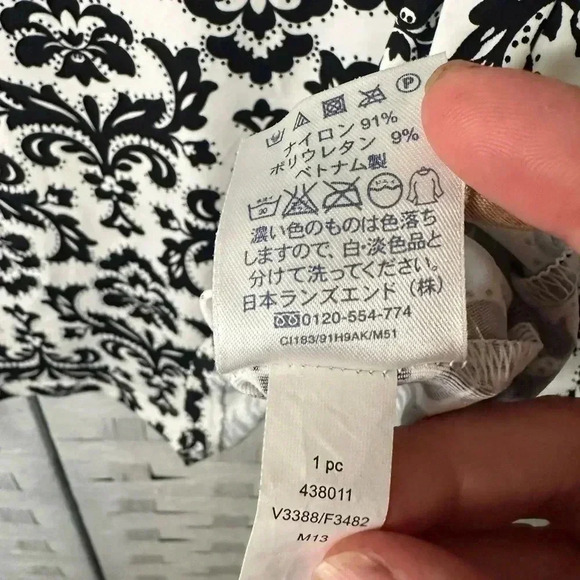 ナイロン 91%
ポリウレタン 9%
ベトナム製
濃い色のものは色落ち
しますので、白・淡色品と
分けて洗ってください。
日本ランズエンド（株）
0120-554-774
CI183/91H9AK/M51
1 pc
438011
V3388/F3482
M13